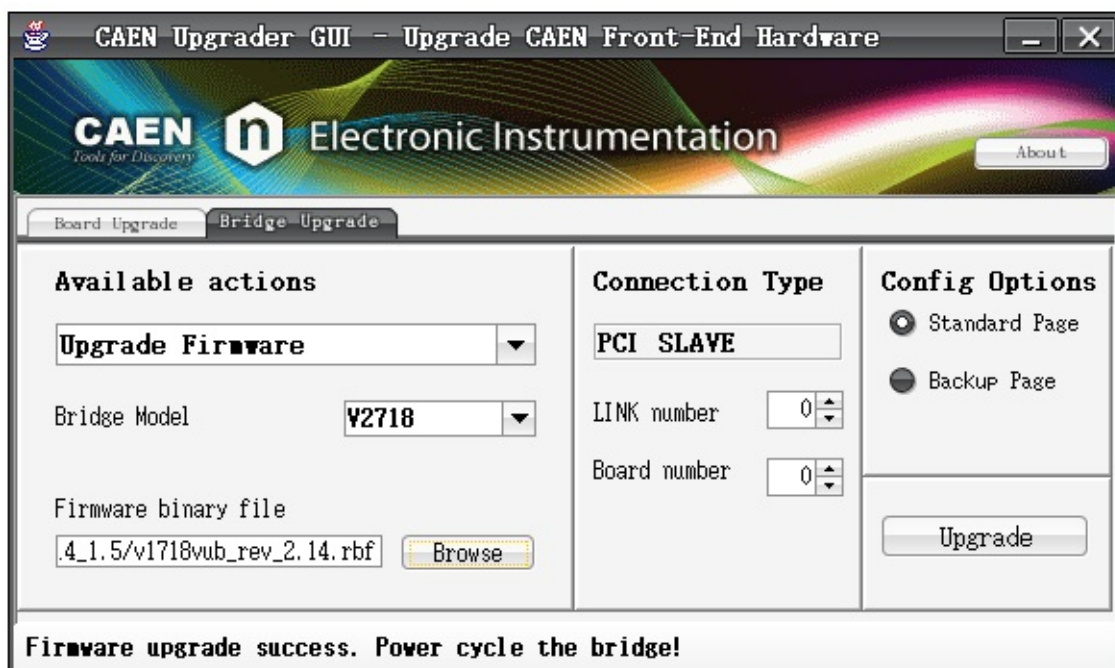 CAEN Upgrader GUI - Upgrade CAEN Front-End Hardware
CAEN
Tools for Discovery
n
Electronic Instrumentation
About
Board Upgrade
Bridge Upgrade
Available actions
Upgrade Firmware
Bridge Model
V2718
Firmware binary file
.4_1.5/v1718vub_rev_2.14.rbf
Browse
Connection Type
PCI SLAVE
LINK number
0
Board number
0
Config Options
Standard Page
Backup Page
Upgrade
Firmware upgrade success. Power cycle the bridge!